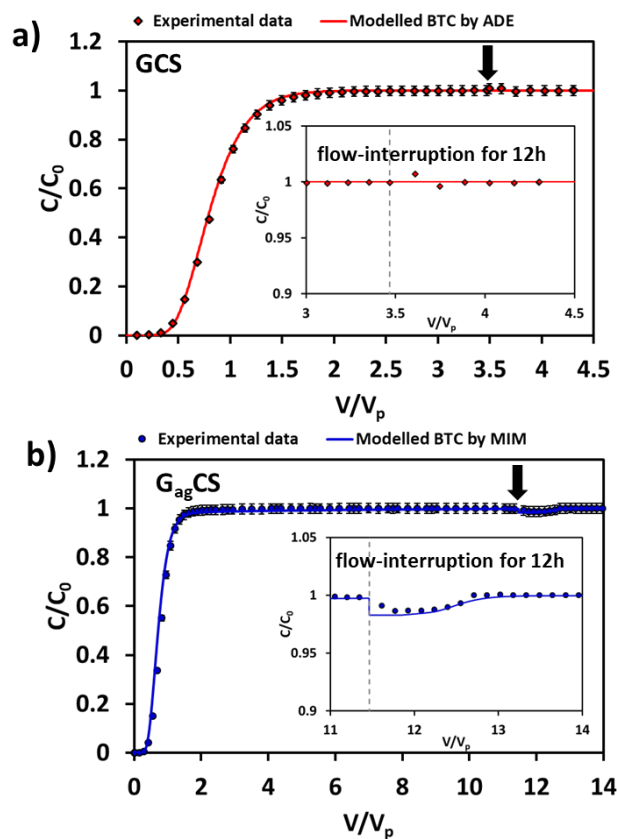 a)
Experimental data
Modelled BTC by ADE
GCS
C/C0
1.2
1
0.8
0.6
0.4
0.2
0
0 0.5 1 1.5 2 2.5 3 3.5 4 4.5
V/Vp
flow-interruption for 12h
C/C0
1.05
1
0.95
0.9
3 3.5 4 4.5
V/Vp
b)
Experimental data
Modelled BTC by MIM
GagCS
C/C0
1.2
1
0.8
0.6
0.4
0.2
0
0 2 4 6 8 10 12 14
V/Vp
flow-interruption for 12h
C/C0
1.05
1
0.95
0.9
11 12 13 14
V/Vp